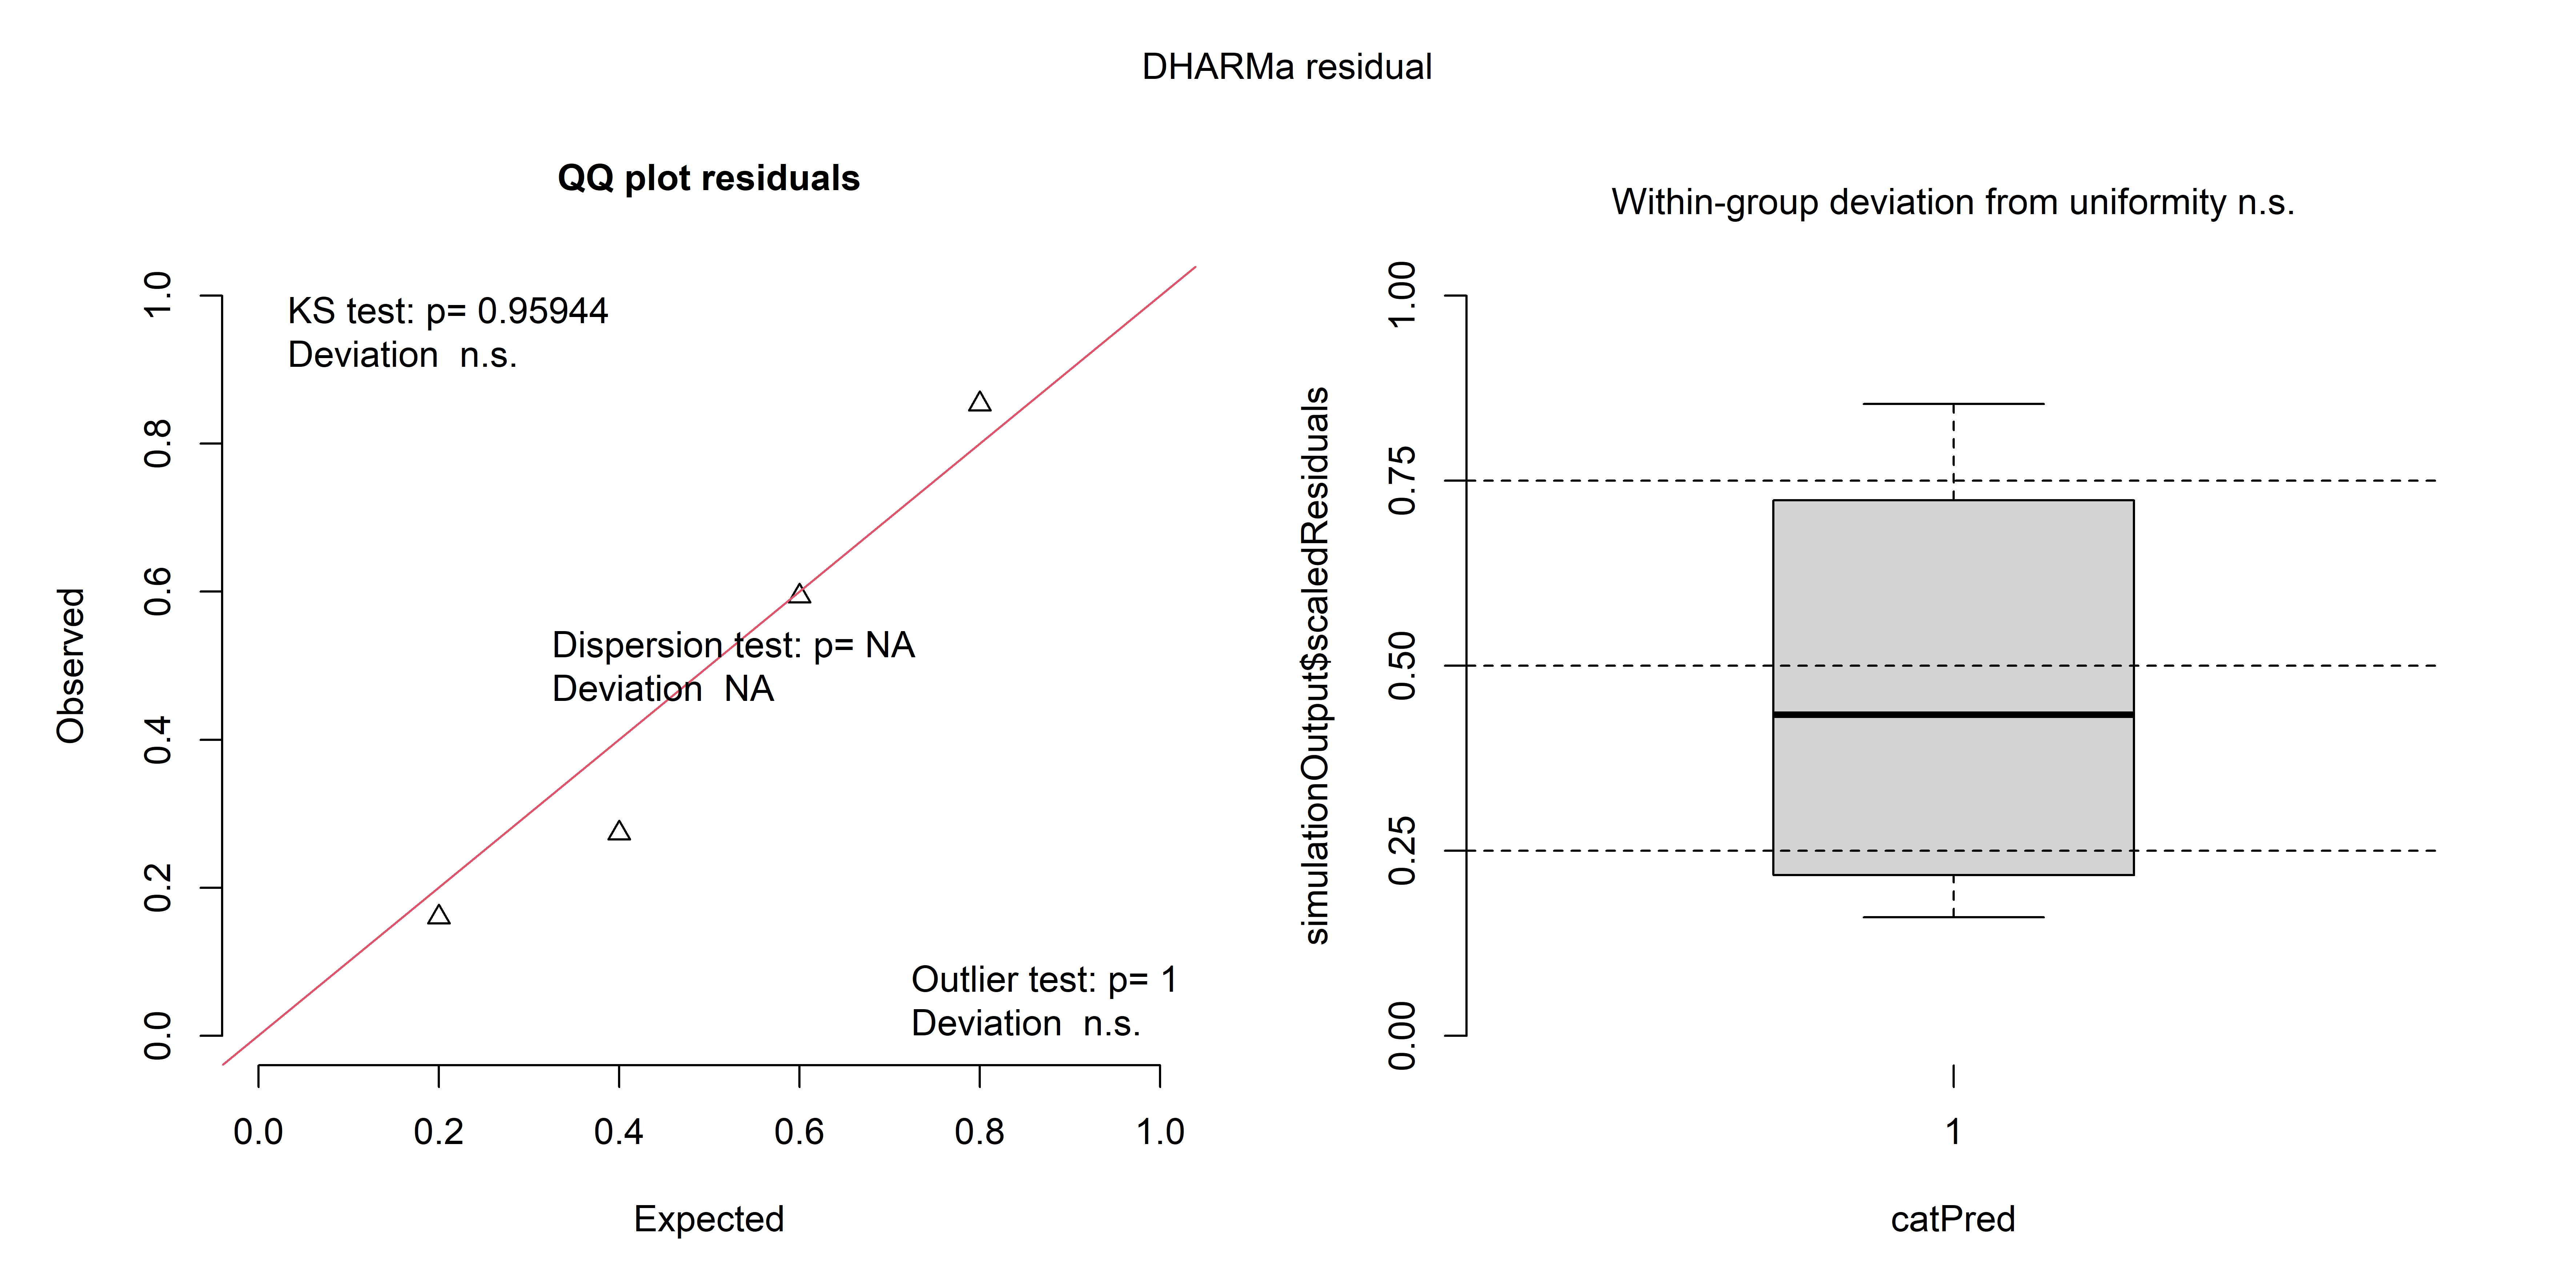 DHARMa residual
QQ plot residuals
KS test: p= 0.95944
Deviation  n.s.
Dispersion test: p= NA
Deviation  NA
Outlier test: p= 1
Deviation  n.s.
Observed
1.0
0.8
0.6
0.4
0.2
0.0
0.0 0.2 0.4 0.6 0.8 1.0
Expected
Within-group deviation from uniformity n.s.
simulationOutput$scaledResiduals
1.00
0.75
0.50
0.25
0.00
1
catPred